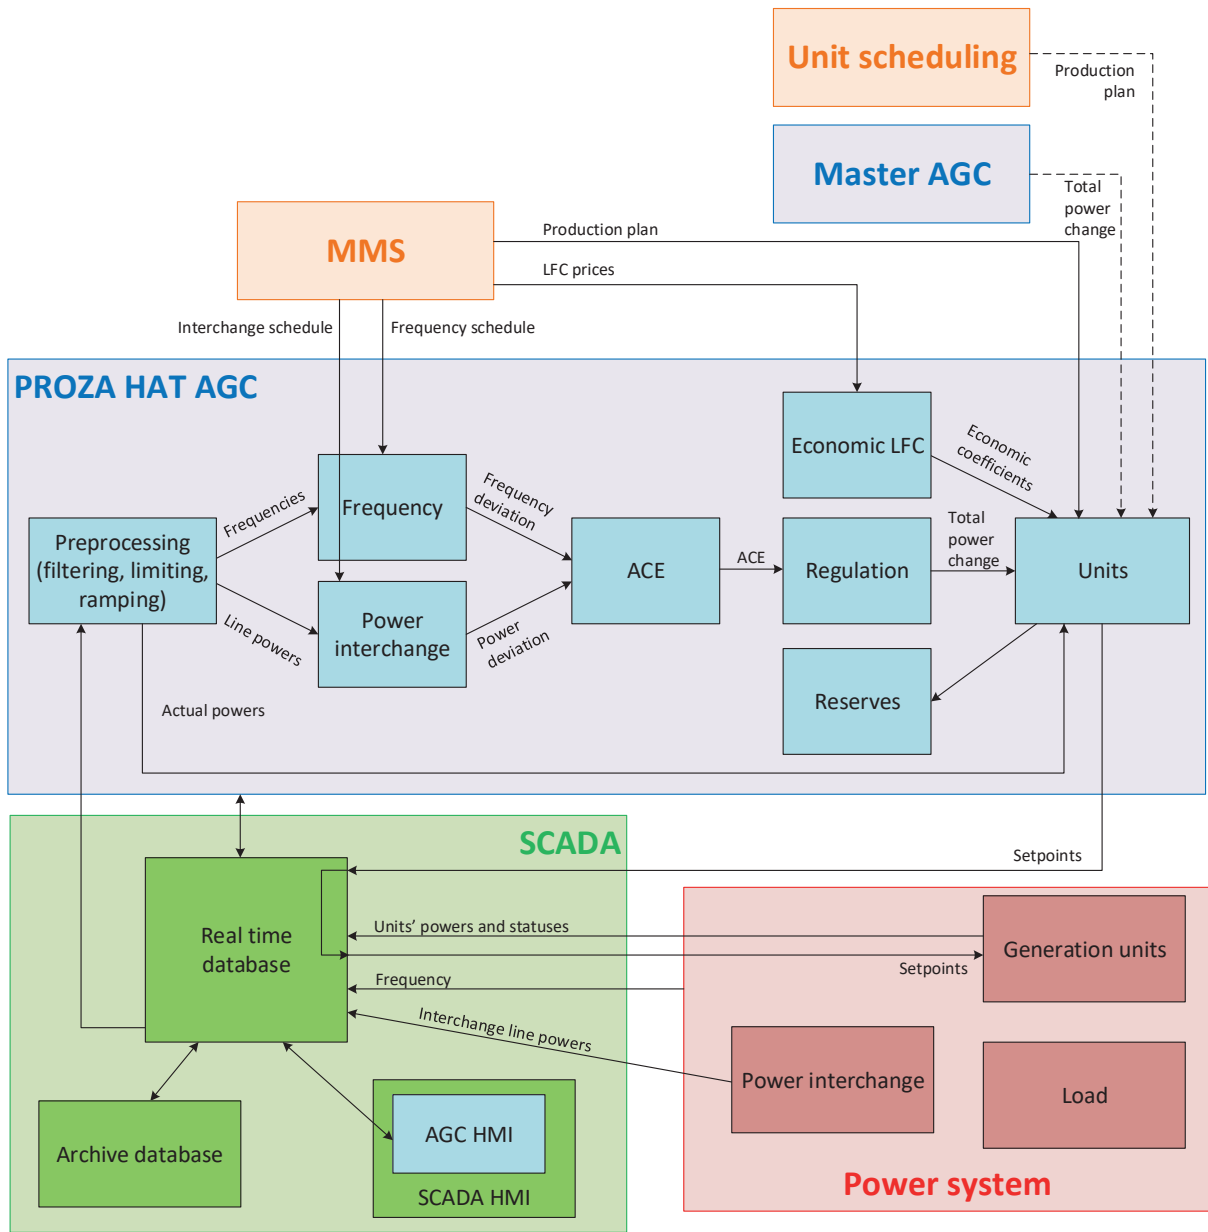 Unit scheduling
Production
plan
Master AGC
Total
power
change
MMS
Production plan
LFC prices
Interchange schedule
Frequency schedule
PROZA HAT AGC
Economic LFC
Economic
coefficients
Frequency
Frequencies
Frequency
deviation
Preprocessing
(filtering, limiting,
ramping)
ACE
ACE
Regulation
Total
power
change
Units
Line powers
Power
interchange
Power
deviation
Reserves
Actual powers
SCADA
Setpoints
Real time
database
Units' powers and statuses
Setpoints
Generation units
Frequency
Interchange line powers
Power interchange
Load
Archive database
AGC HMI
SCADA HMI
Power system